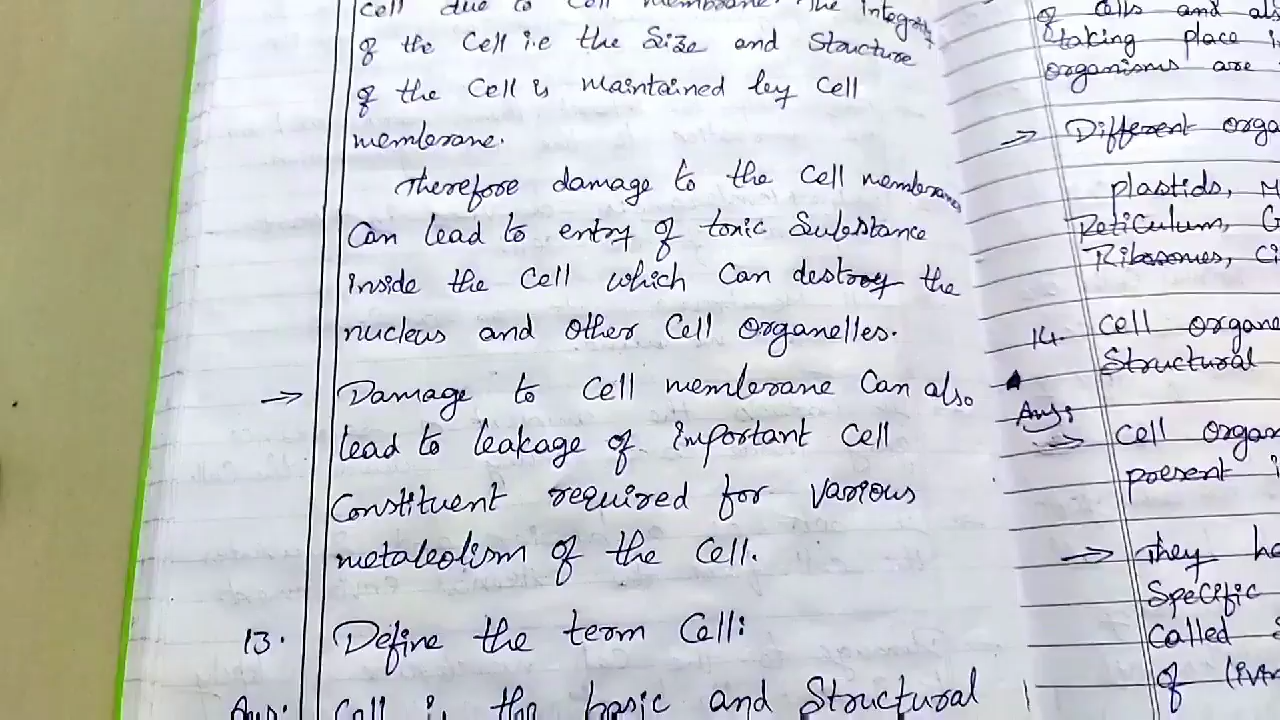 cell due to cell membrane. The integrity
of the Cell i.e the Size and Structure
of the Cell is maintained by Cell
membrane.
Therefore damage to the Cell membrane
Can lead to entry of toxic Substance
inside the Cell which Can destroy the
nucleus and other Cell Organelles.
→ Damage to Cell membrane Can also
lead to leakage of important Cell
Constituent required for various
metabolism of the Cell.
13. Define the term Cell:
Ans: Cell is the basic and Structural
of Cells and
taking place
organisms are
→ Different
plastids,
Reticulum,
Ribosomes,
14. Cell
Structural
Ans:
→ Cell
present
→ They
Specific
Called
of